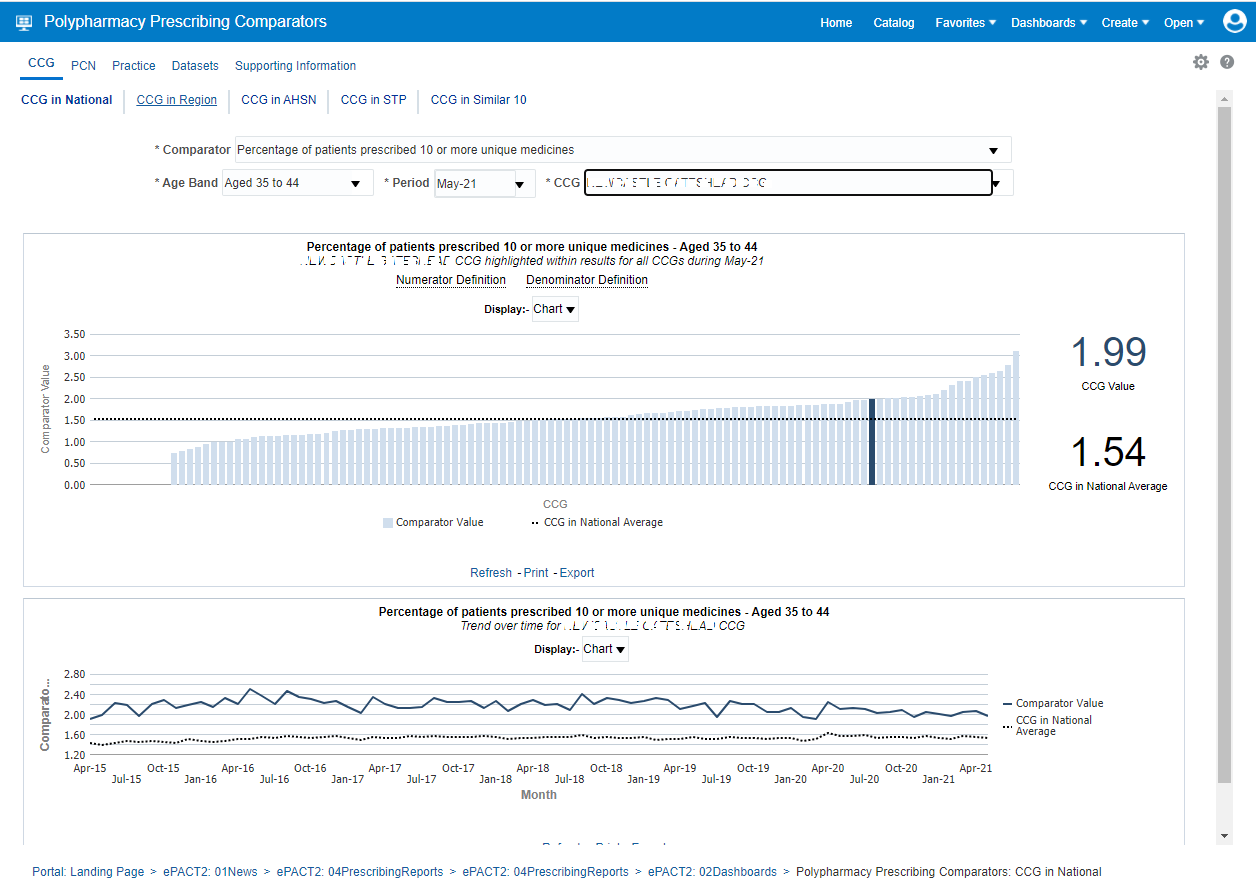 Polypharmacy Prescribing Comparators
Home Catalog Favorites Dashboards Create Open
CCG PCN Practice Datasets Supporting Information
CCG in National CCG in Region CCG in AHSN CCG in STP CCG in Similar 10
* Comparator Percentage of patients prescribed 10 or more unique medicines
* Age Band Aged 35 to 44 * Period May-21 * CCG
Percentage of patients prescribed 10 or more unique medicines - Aged 35 to 44
CCG highlighted within results for all CCGs during May-21
Numerator Definition Denominator Definition
Display:- Chart
3.50
3.00
2.50
2.00
1.50
1.00
0.50
0.00
Comparator Value
CCG
Comparator Value CCG in National Average
1.99
CCG Value
1.54
CCG in National Average
Refresh - Print - Export
Percentage of patients prescribed 10 or more unique medicines - Aged 35 to 44
Trend over time for CCG
Display:- Chart
2.80
2.40
2.00
1.60
1.20
Comparato...
Apr-15 Oct-15 Apr-16 Oct-16 Apr-17 Oct-17 Apr-18 Oct-18 Apr-19 Oct-19 Apr-20 Oct-20 Apr-21
Jul-15 Jan-16 Jul-16 Jan-17 Jul-17 Jan-18 Jul-18 Jan-19 Jul-19 Jan-20 Jul-20 Jan-21
Month
Comparator Value
CCG in National
Average
Portal: Landing Page > ePACT2: 01News > ePACT2: 04PrescribingReports > ePACT2: 04PrescribingReports > ePACT2: 02Dashboards > Polypharmacy Prescribing Comparators: CCG in National